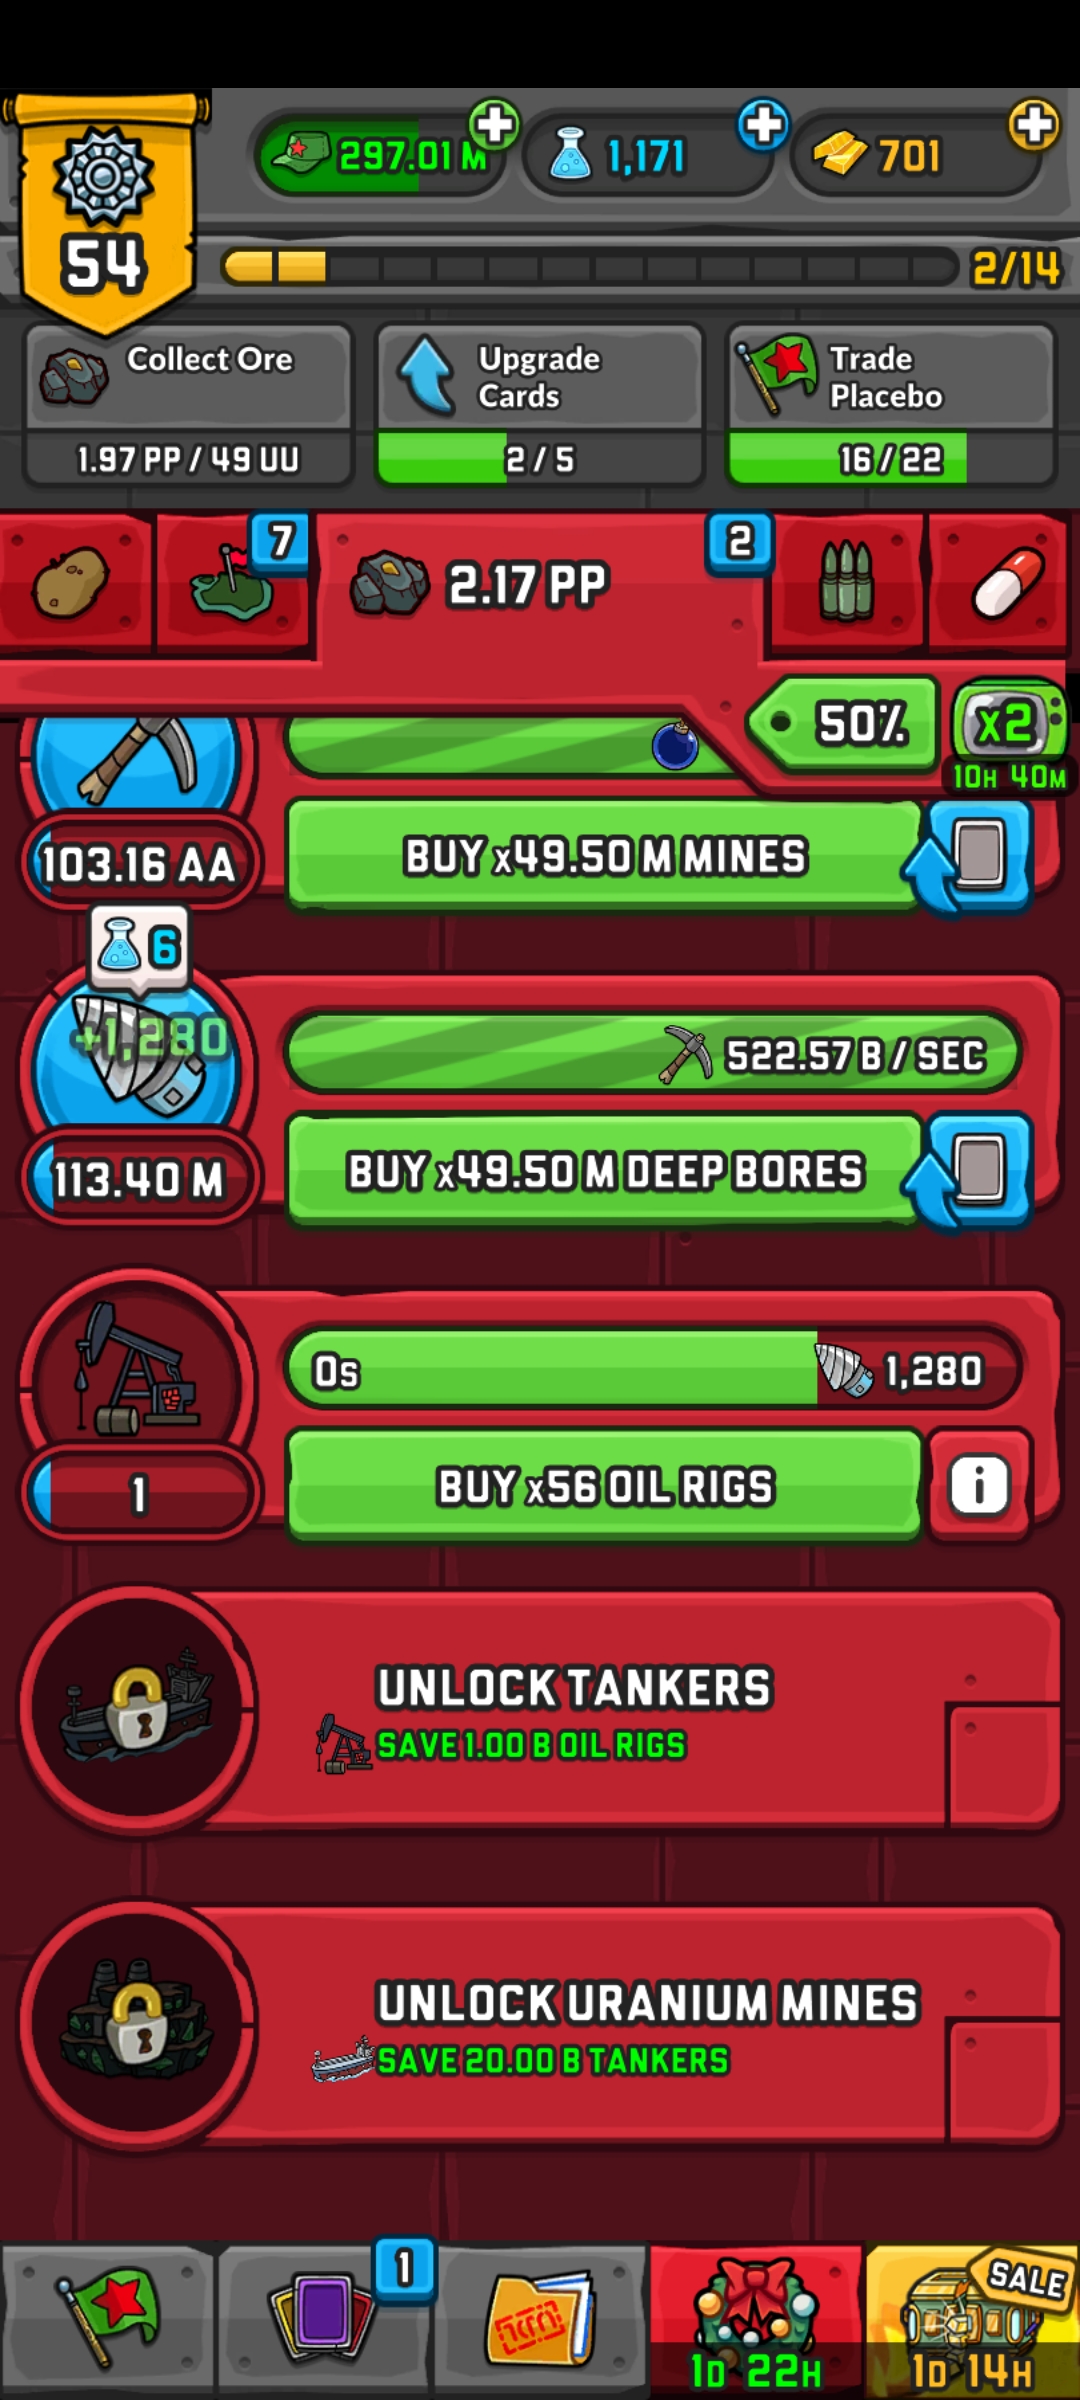 297.01 M
1,171
701
54
2/14
Collect Ore
1.97 PP / 49 UU
Upgrade
Cards
2 / 5
Trade
Placebo
16 / 22
7
2.17 PP
2
50%
x2
10H 40M
103.16 AA
BUY x49.50 M MINES
6
+1,280
522.57 B / SEC
113.40 M
BUY x49.50 M DEEP BORES
0s
1,280
1
BUY x56 OIL RIGS
i
UNLOCK TANKERS
SAVE 1.00 B OIL RIGS
UNLOCK URANIUM MINES
SAVE 20.00 B TANKERS
1
SALE
1D 22H
1D 14H